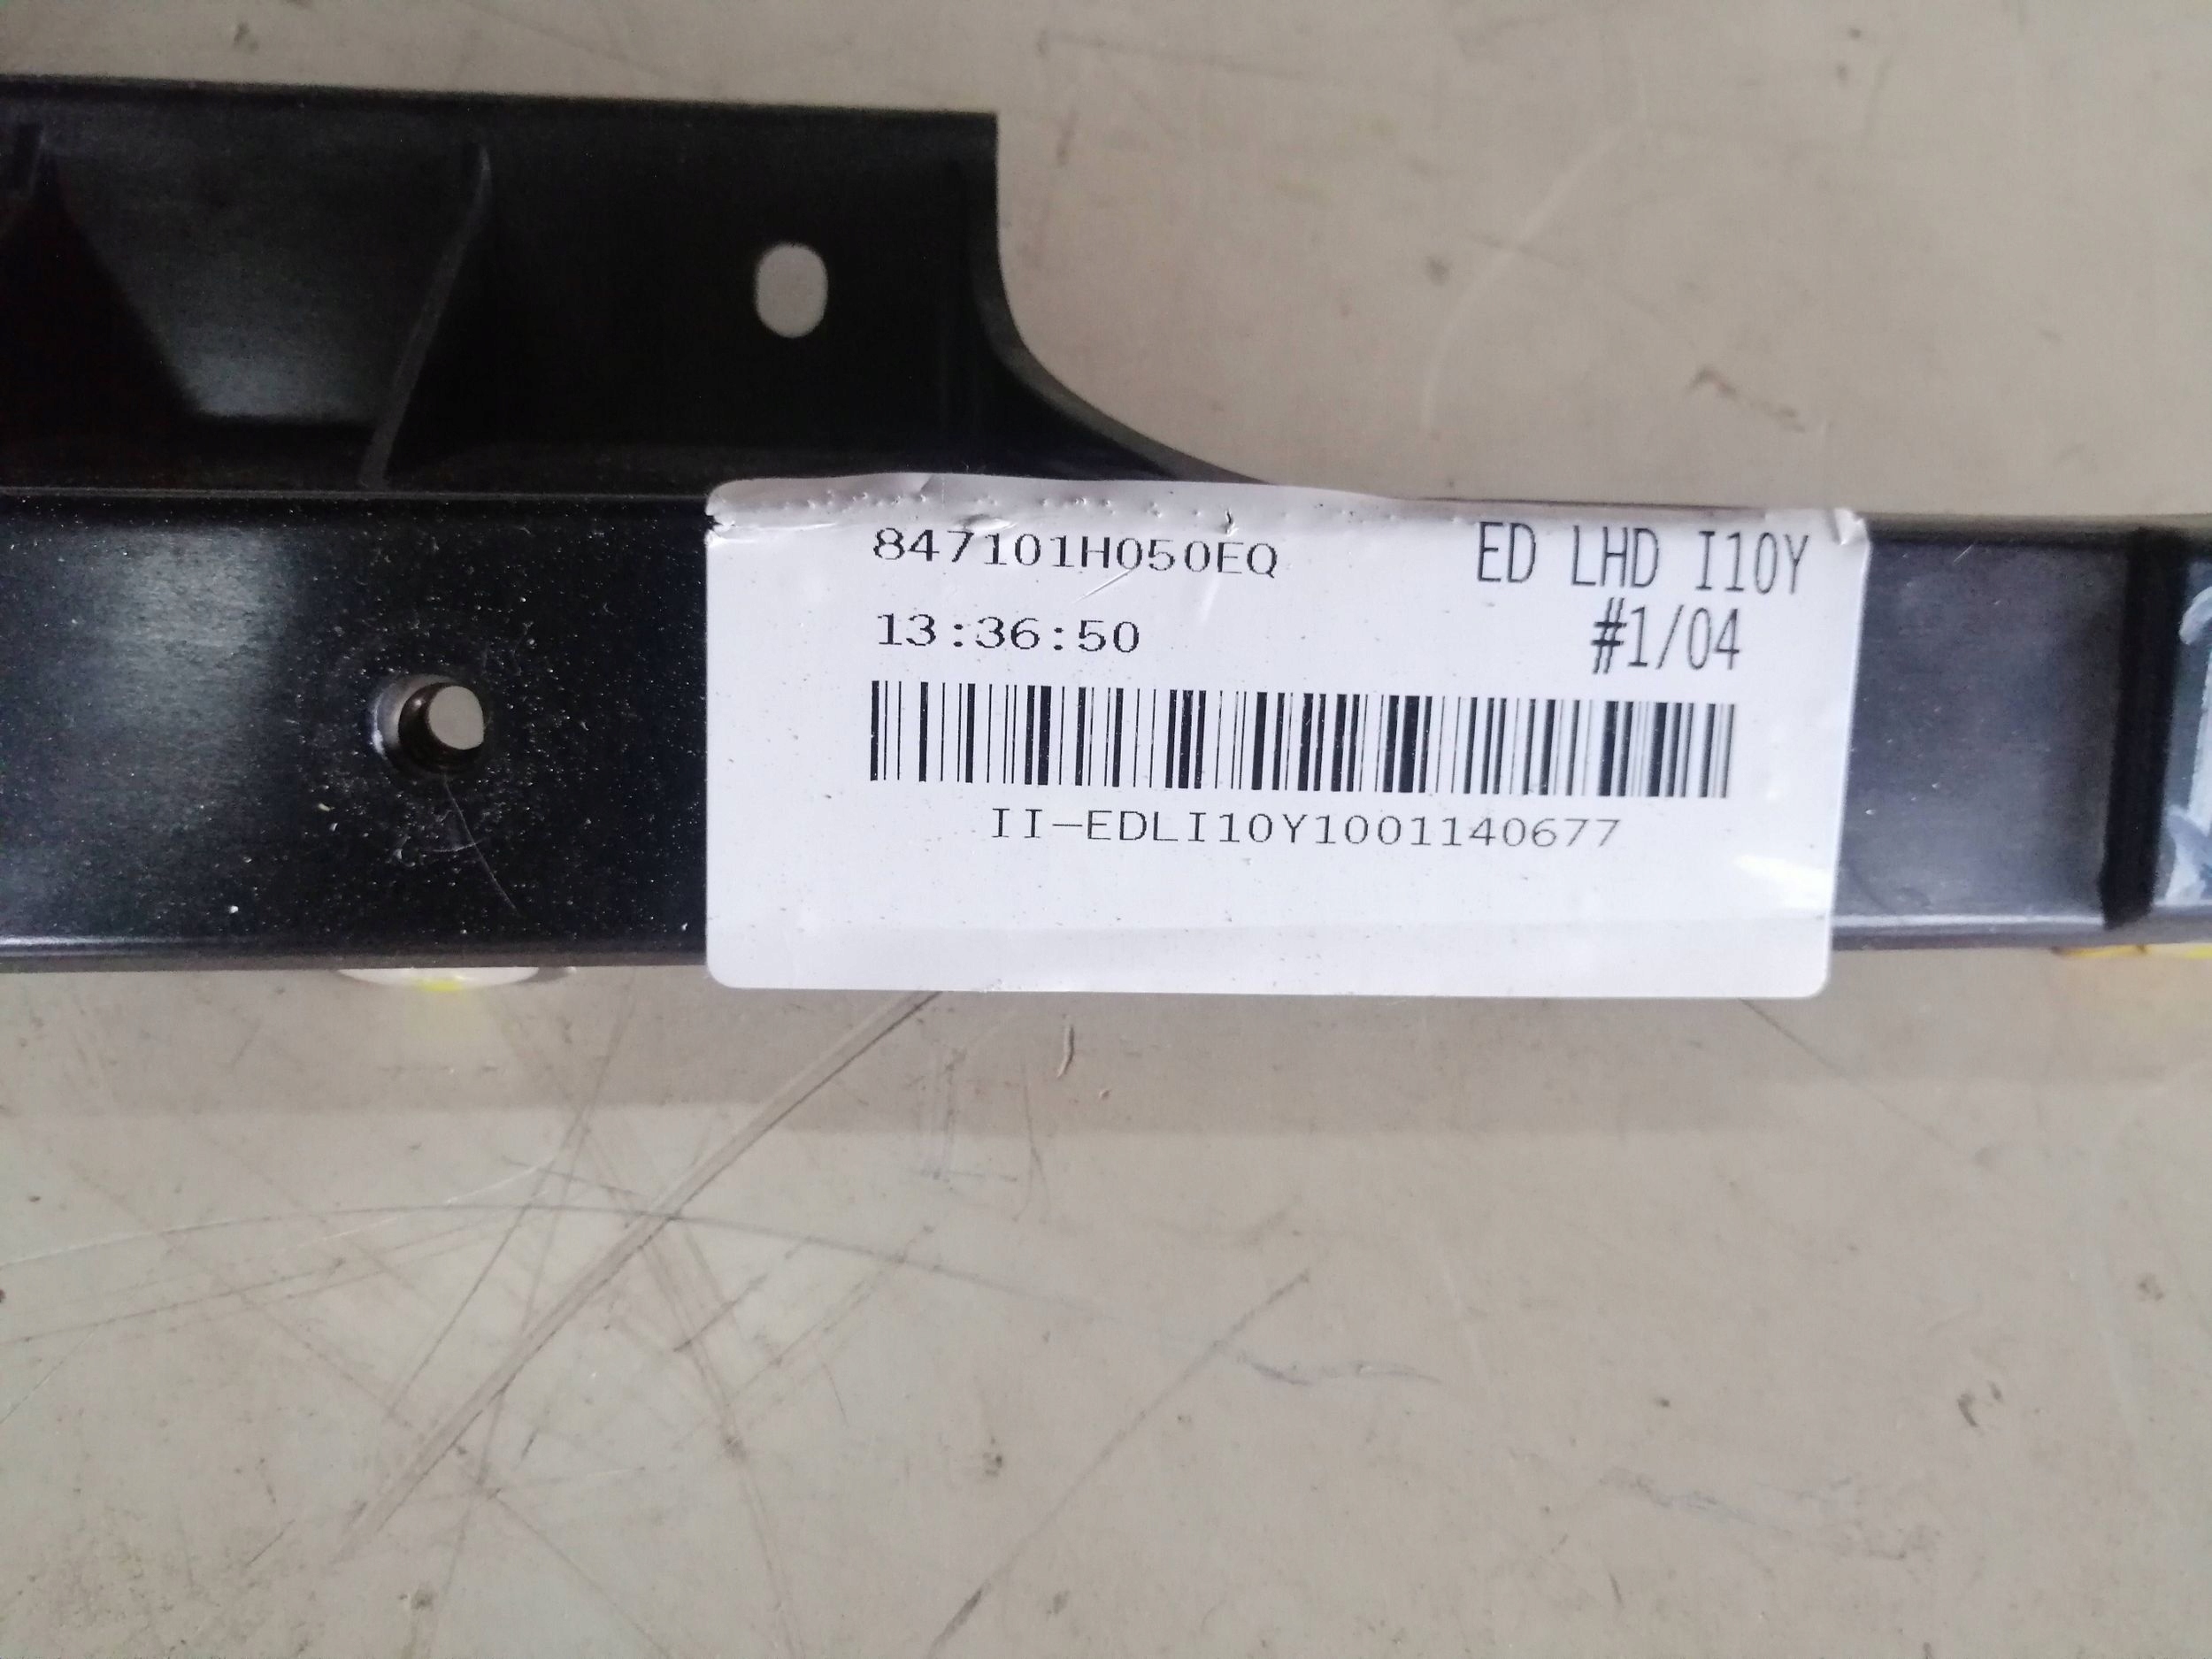 847101H050EQ
ED LHD I10Y
13:36:50
#1/04
II-EDLI10Y1001140677